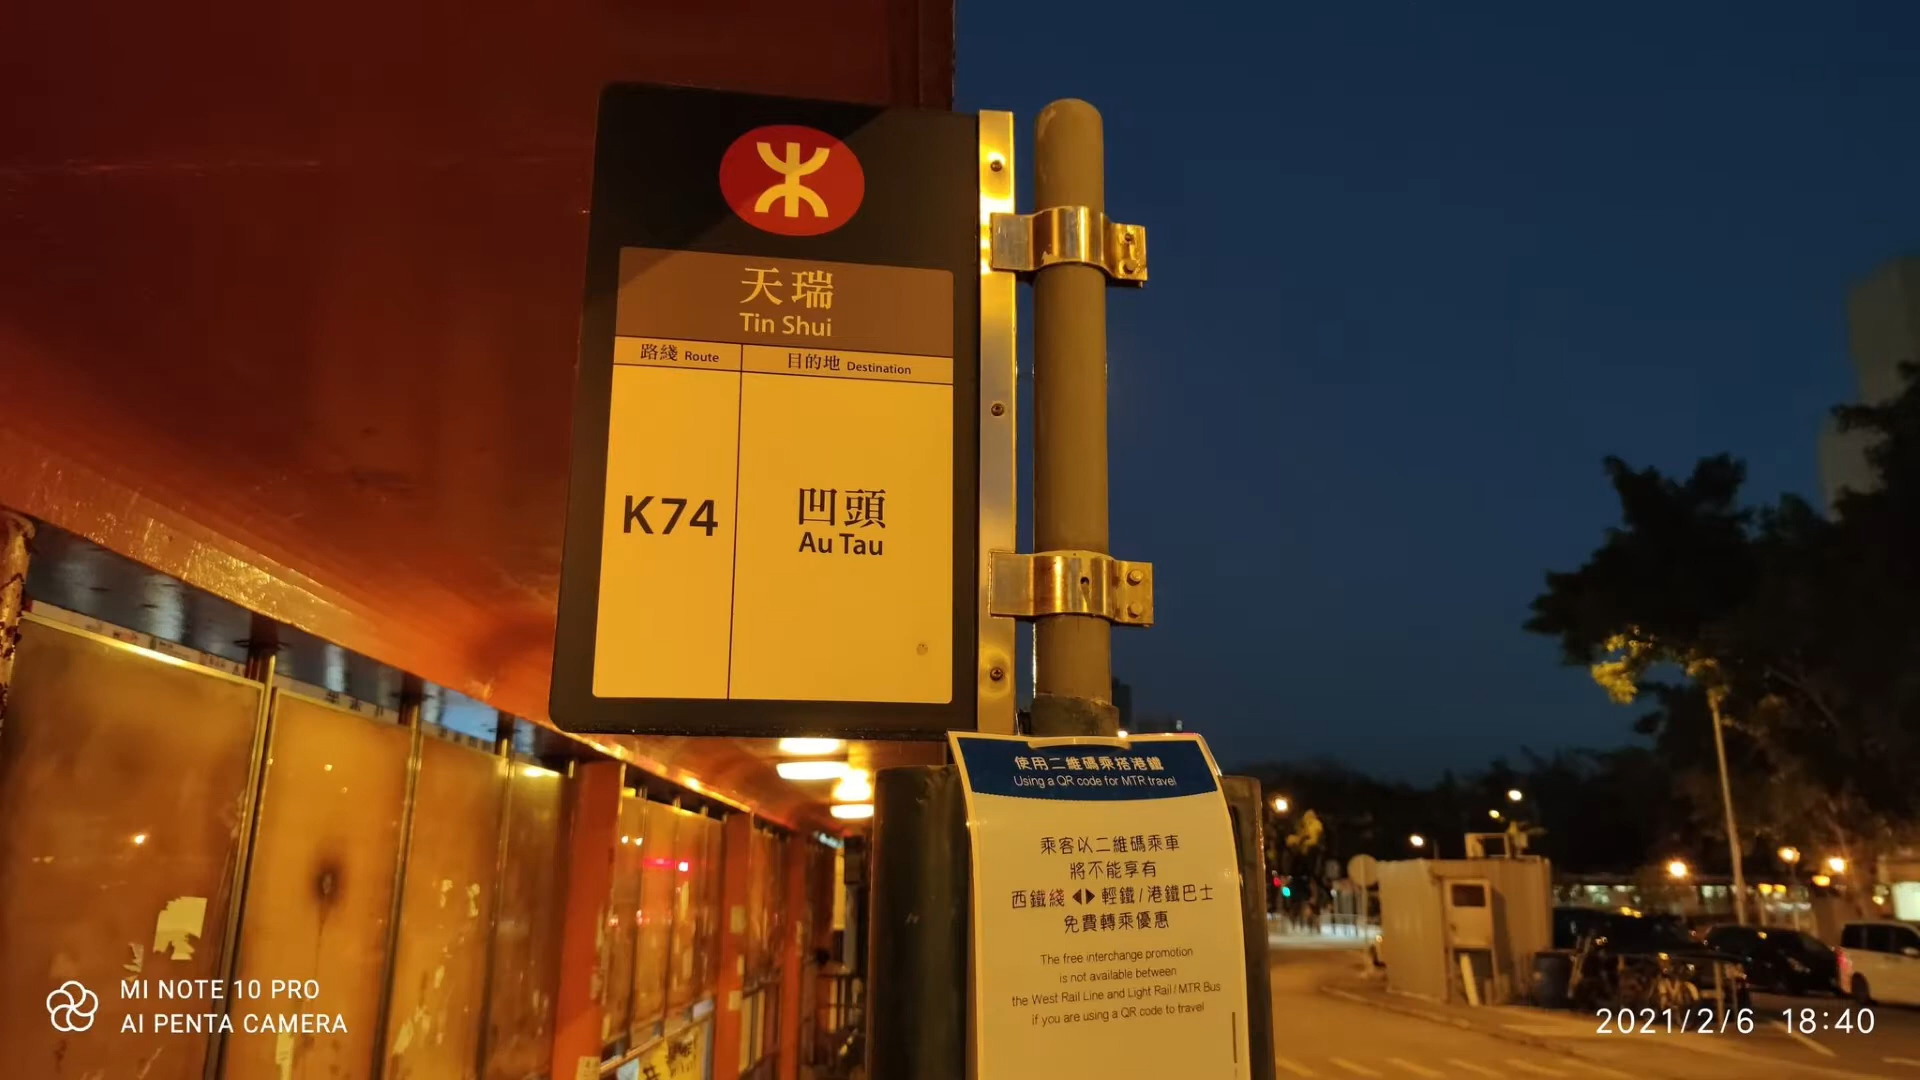 天瑞
Tin Shui
路綫 Route
目的地 Destination
K74
凹頭
Au Tau
使用二維碼乘搭港鐵
Using a QR code for MTR travel
乘客以二維碼乘車
將不能享有
西鐵綫 ◀▶ 輕鐵/港鐵巴士
免費轉乘優惠
The free interchange promotion
is not available between
the West Rail Line and Light Rail / MTR Bus
if you are using a QR code to travel
MI NOTE 10 PRO
AI PENTA CAMERA
2021/2/6 18:40